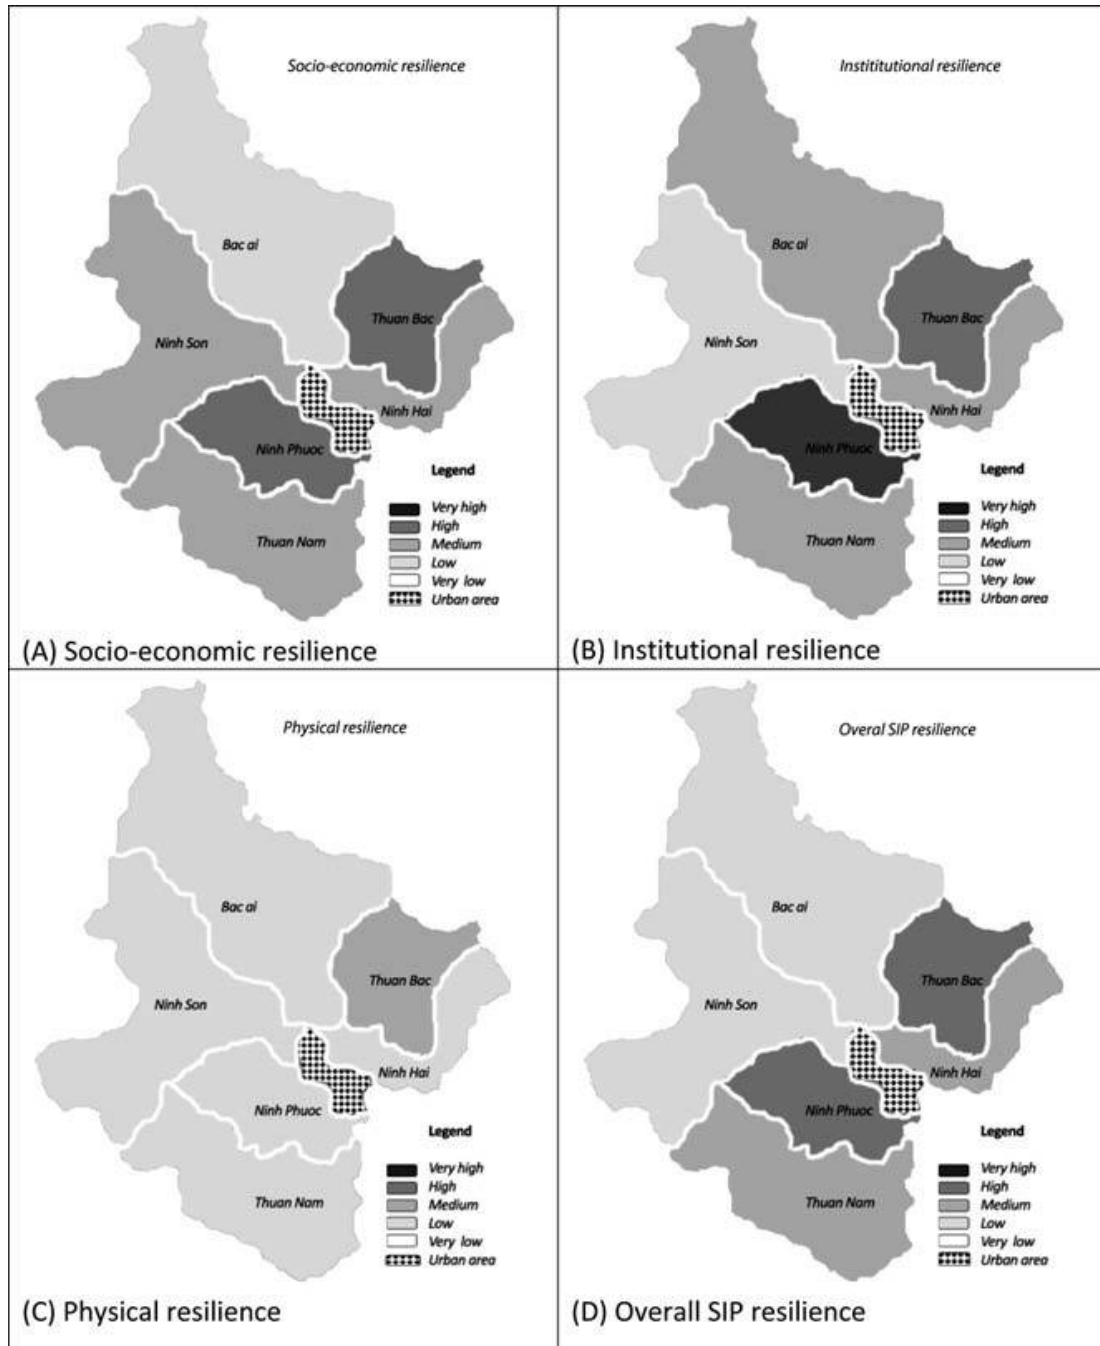 Socio-economic resilience
Bac ai
Thuan Bac
Ninh Son
Ninh Hai
Ninh Phuoc
Thuan Nam
Legend
Very high
High
Medium
Low
Very low
Urban area
(A) Socio-economic resilience
Instititutional resilience
Bac ai
Thuan Bac
Ninh Son
Ninh Hai
Ninh Phuoc
Thuan Nam
Legend
Very high
High
Medium
Low
Very low
Urban area
(B) Institutional resilience
Physical resilience
Bac ai
Thuan Bac
Ninh Son
Ninh Hai
Ninh Phuoc
Thuan Nam
Legend
Very high
High
Medium
Low
Very low
Urban area
(C) Physical resilience
Overal SIP resilience
Bac ai
Thuan Bac
Ninh Son
Ninh Hai
Ninh Phuoc
Thuan Nam
Legend
Very high
High
Medium
Low
Very low
Urban area
(D) Overall SIP resilience